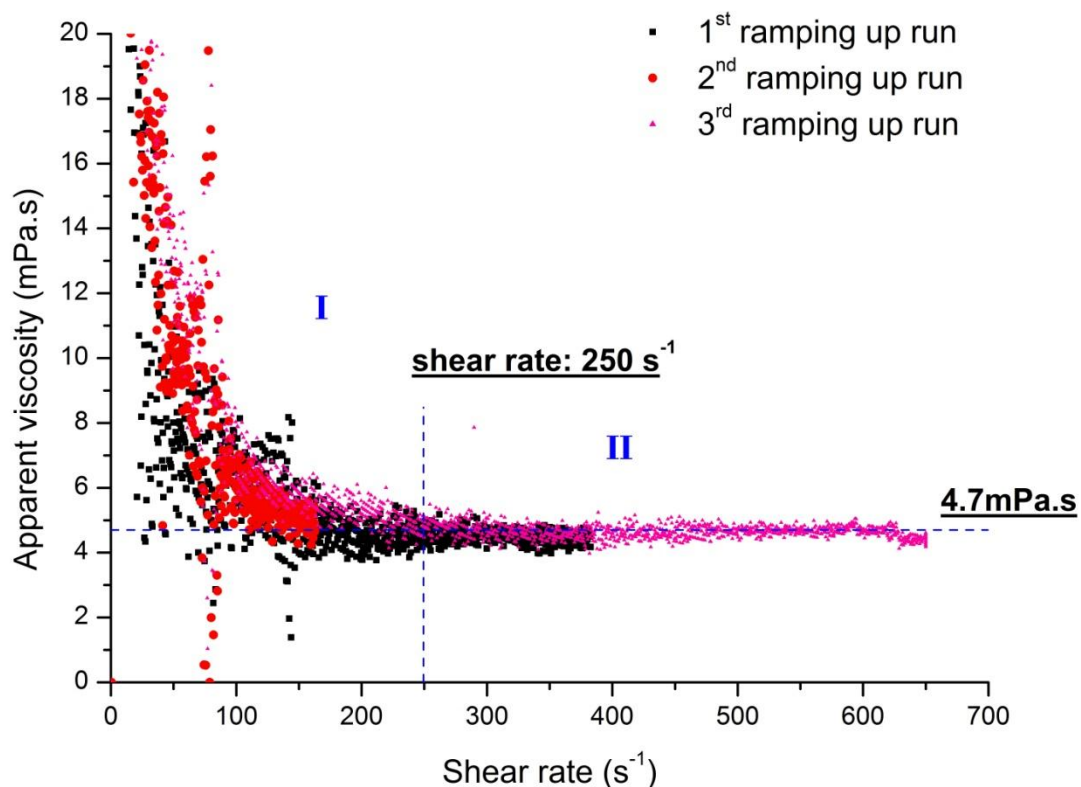 1st ramping up run
2nd ramping up run
3rd ramping up run
20
18
16
14
12
10
8
6
4
2
0
Apparent viscosity (mPa.s)
I
shear rate: 250 s-1
II
4.7mPa.s
0 100 200 300 400 500 600 700
Shear rate (s-1)